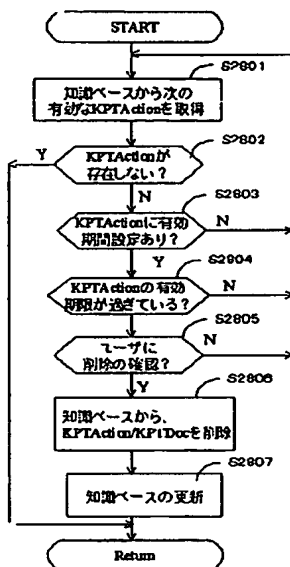 START
S2801
知識ベースから次の
有効なKPTActionを取得
S2802
Y
KPTActionが
存在しない？
N
S2803
KPTActionに有効
期間設定あり？
N
Y
S2804
KPTActionの有効
期限が過ぎている？
N
Y
S2805
ユーザに
削除の確認？
N
Y
S2806
知識ベースから、
KPTAction/KPTDocを削除
S2807
知識ベースの更新
Return